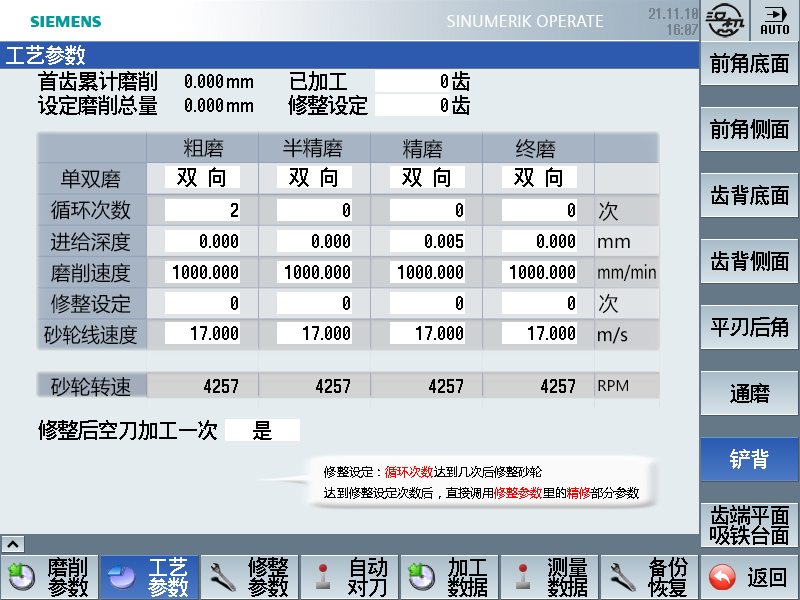 SIEMENS
SINUMERIK OPERATE
21.11.10
16:07
AUTO
工艺参数
首齿累计磨削 0.000mm 已加工 0齿
设定磨削总量 0.000mm 修整设定 0齿
粗磨 半精磨 精磨 终磨
单双磨 双向 双向 双向 双向
循环次数 2 0 0 0 次
进给深度 0.000 0.000 0.005 0.000 mm
磨削速度 1000.000 1000.000 1000.000 1000.000 mm/min
修整设定 0 0 0 0 次
砂轮线速度 17.000 17.000 17.000 17.000 m/s
砂轮转速 4257 4257 4257 4257 RPM
修整后空刀加工一次 是
修整设定：循环次数达到几次后修整砂轮
达到修整设定次数后，直接调用修整参数里的精修部分参数
前角底面
前角侧面
齿背底面
齿背侧面
平刃后角
通磨
铲背
齿端平面
吸铁台面
磨削
参数
工艺
参数
修整
参数
自动
对刀
加工
数据
测量
数据
备份
恢复
返回